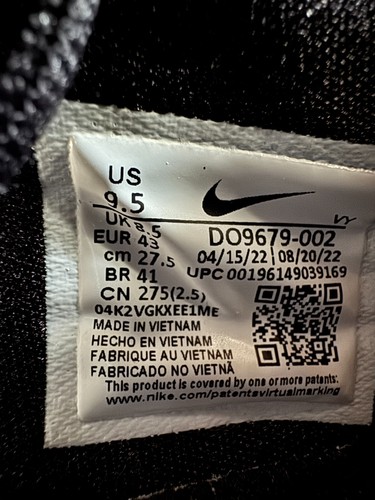 US
9.5
UK 8.5
EUR 43
cm 27.5
BR 41
CN 275(2.5)
VY
DO9679-002
04/15/22 | 08/20/22
UPC 00196149039169
04K2VGKXEE1ME
MADE IN VIETNAM
HECHO EN VIETNAM
FABRIQUE AU VIETNAM
FABRICADO NO VIETNÃ
This product is covered by one or more patents.
www.nike.com/patentsvirtualmarking